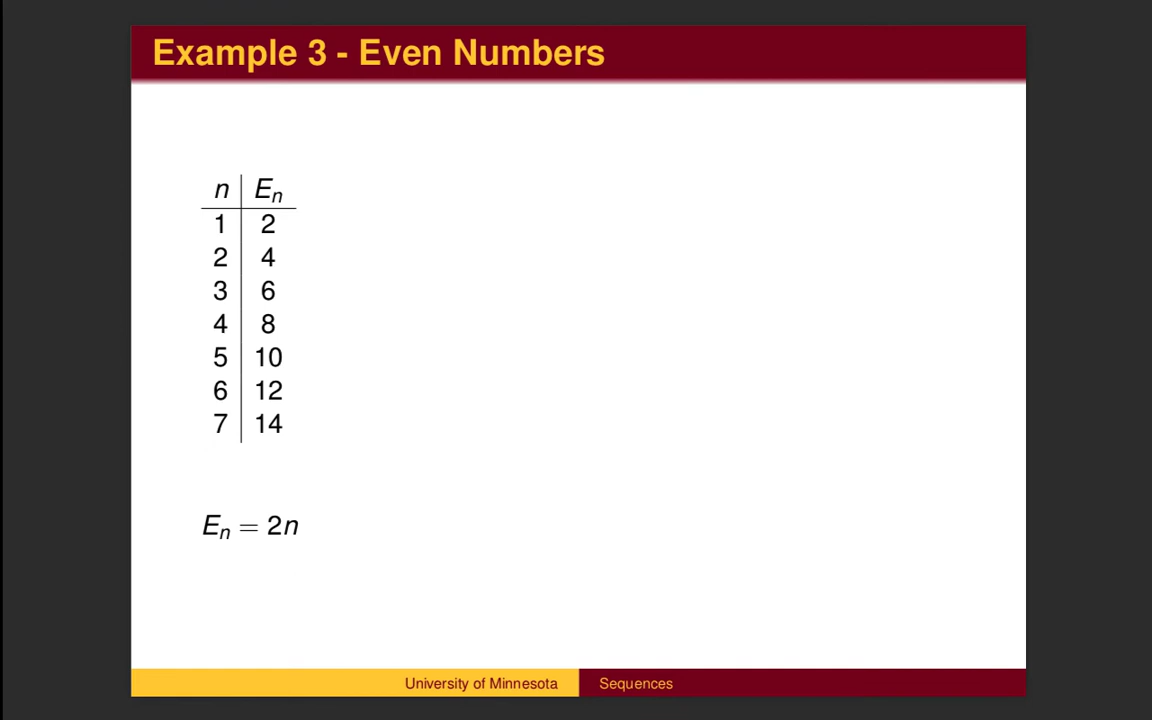 Example 3 - Even Numbers
n Eₙ
1 2
2 4
3 6
4 8
5 10
6 12
7 14
Eₙ = 2n
University of Minnesota Sequences